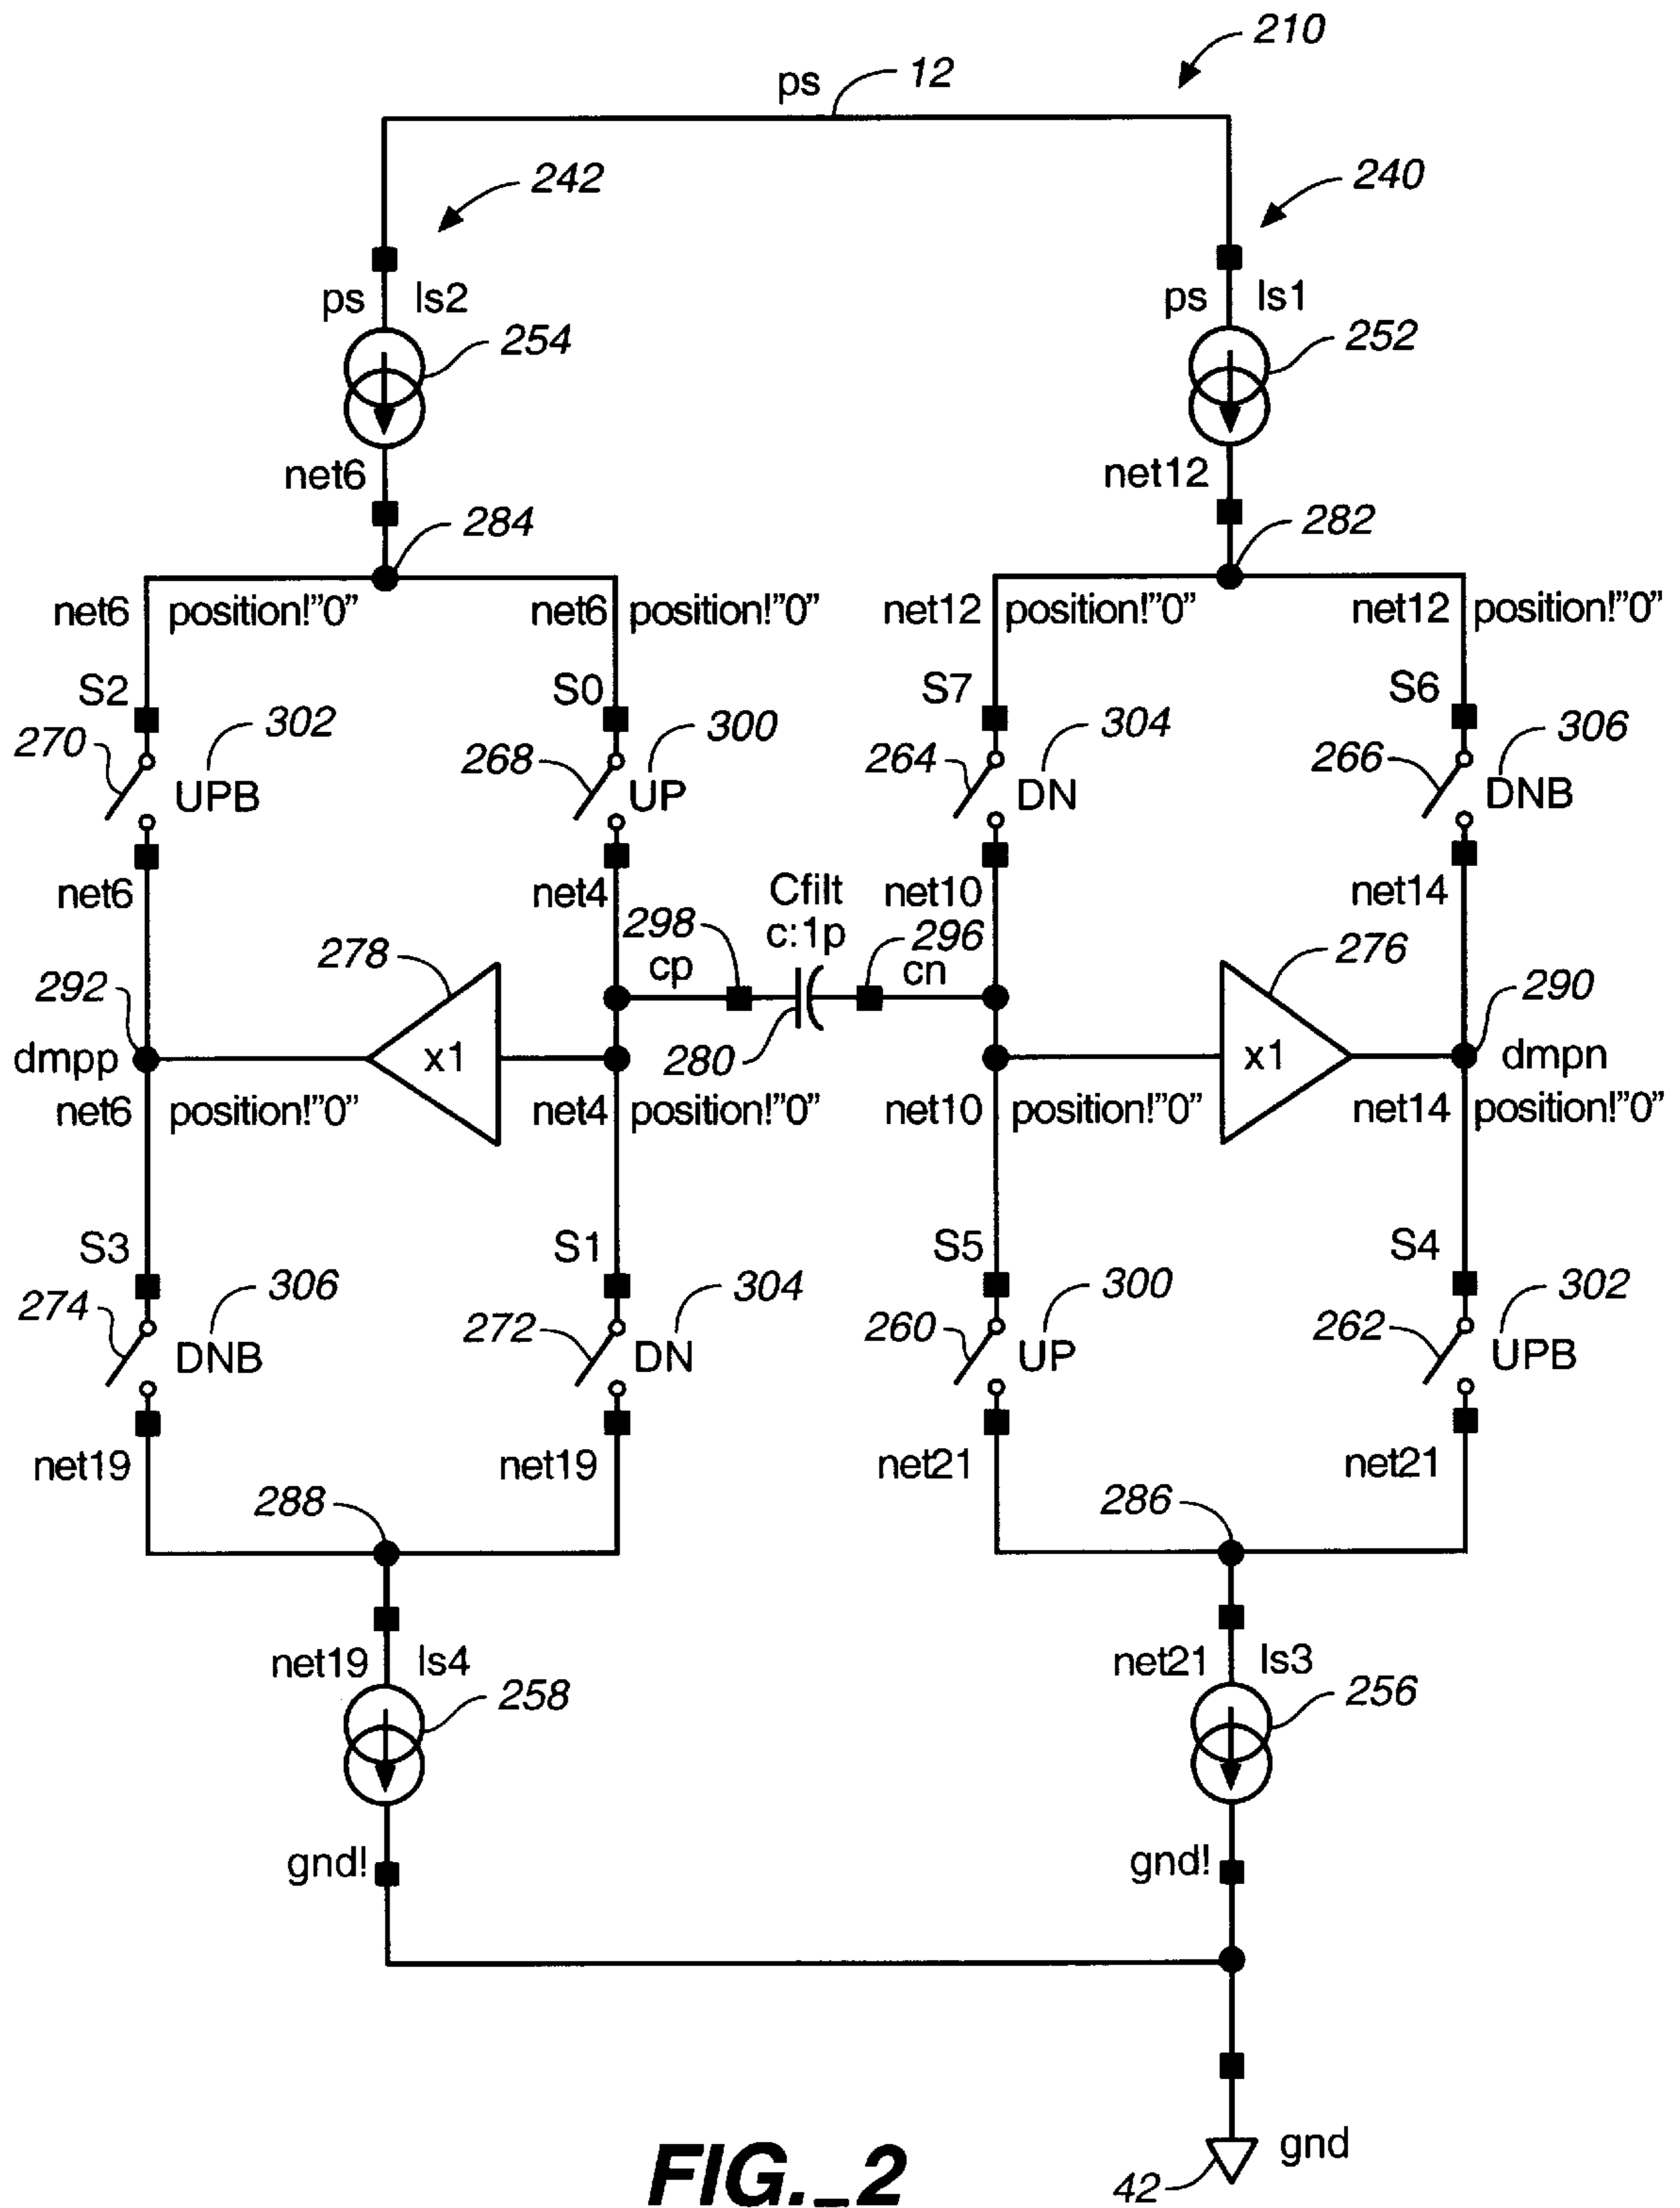 210
ps 12
242 240
ps Is2 ps Is1
254 252
net6 net12
284 282
net6 position!”0” net6 position!”0” net12 position!”0” net12 position!”0”
S2 S0 S7 S6
302 300 304 306
270 268 264 266
UPB UP DN DNB
net6 net4 Cfilt net10 net14
298 c:1p 296
278 cp cn 276
292 290
dmpp x1 280 x1 dmpn
net6 position!”0” net4 position!”0” net10 position!”0” net14 position!”0”
S3 S1 S5 S4
306 304 300 302
274 272 260 262
DNB DN UP UPB
net19 net19 net21 net21
288 286
net19 Is4 net21 Is3
258 256
gnd! gnd!
gnd
42
FIG._2